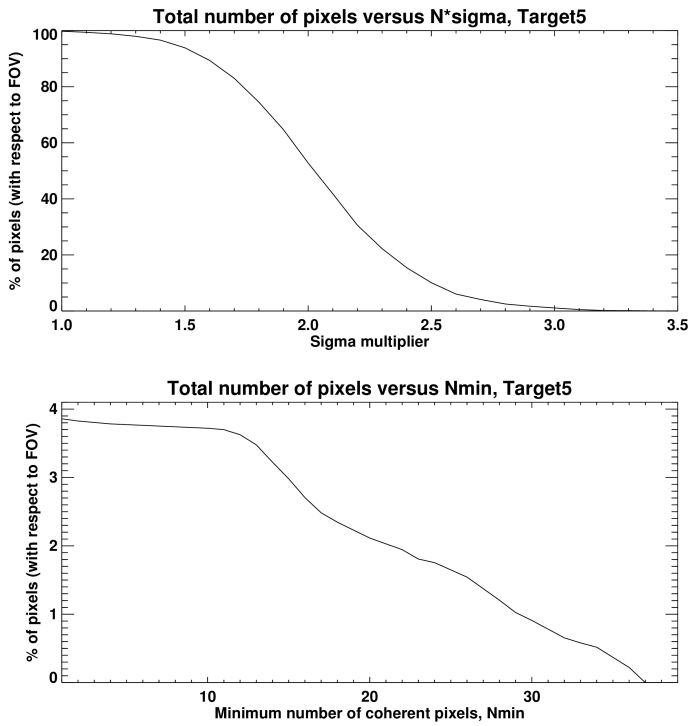 Total number of pixels versus N*sigma, Target5
% of pixels (with respect to FOV)
100
80
60
40
20
0
1.0 1.5 2.0 2.5 3.0 3.5
Sigma multiplier
Total number of pixels versus Nmin, Target5
% of pixels (with respect to FOV)
4
3
2
1
0
10 20 30
Minimum number of coherent pixels, Nmin